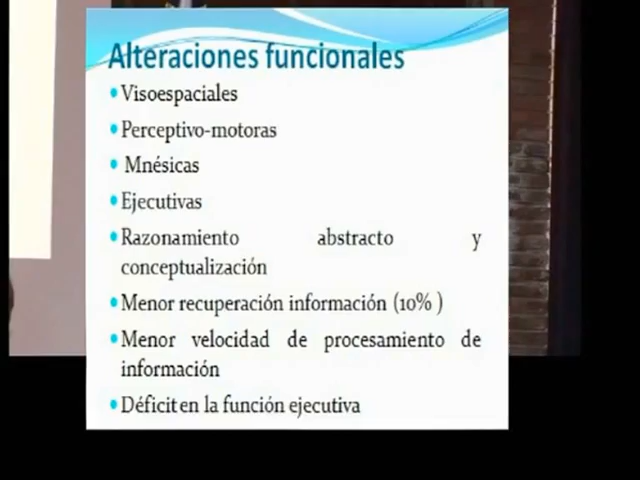 Alteraciones funcionales
•Visoespaciales
•Perceptivo-motoras
• Mnésicas
•Ejecutivas
•Razonamiento abstracto y
conceptualización
•Menor recuperación información (10% )
•Menor velocidad de procesamiento de
información
•Déficit en la función ejecutiva